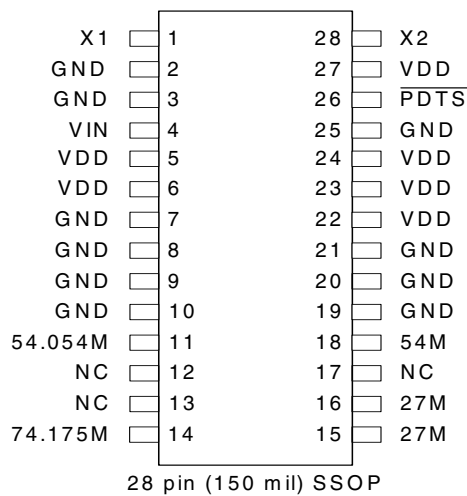 X1 1 28 X2
GND 2 27 VDD
GND 3 26 PDTS
VIN 4 25 GND
VDD 5 24 VDD
VDD 6 23 VDD
GND 7 22 VDD
GND 8 21 GND
GND 9 20 GND
GND 10 19 GND
54.054M 11 18 54M
NC 12 17 NC
NC 13 16 27M
74.175M 14 15 27M
28 pin (150 mil) SSOP